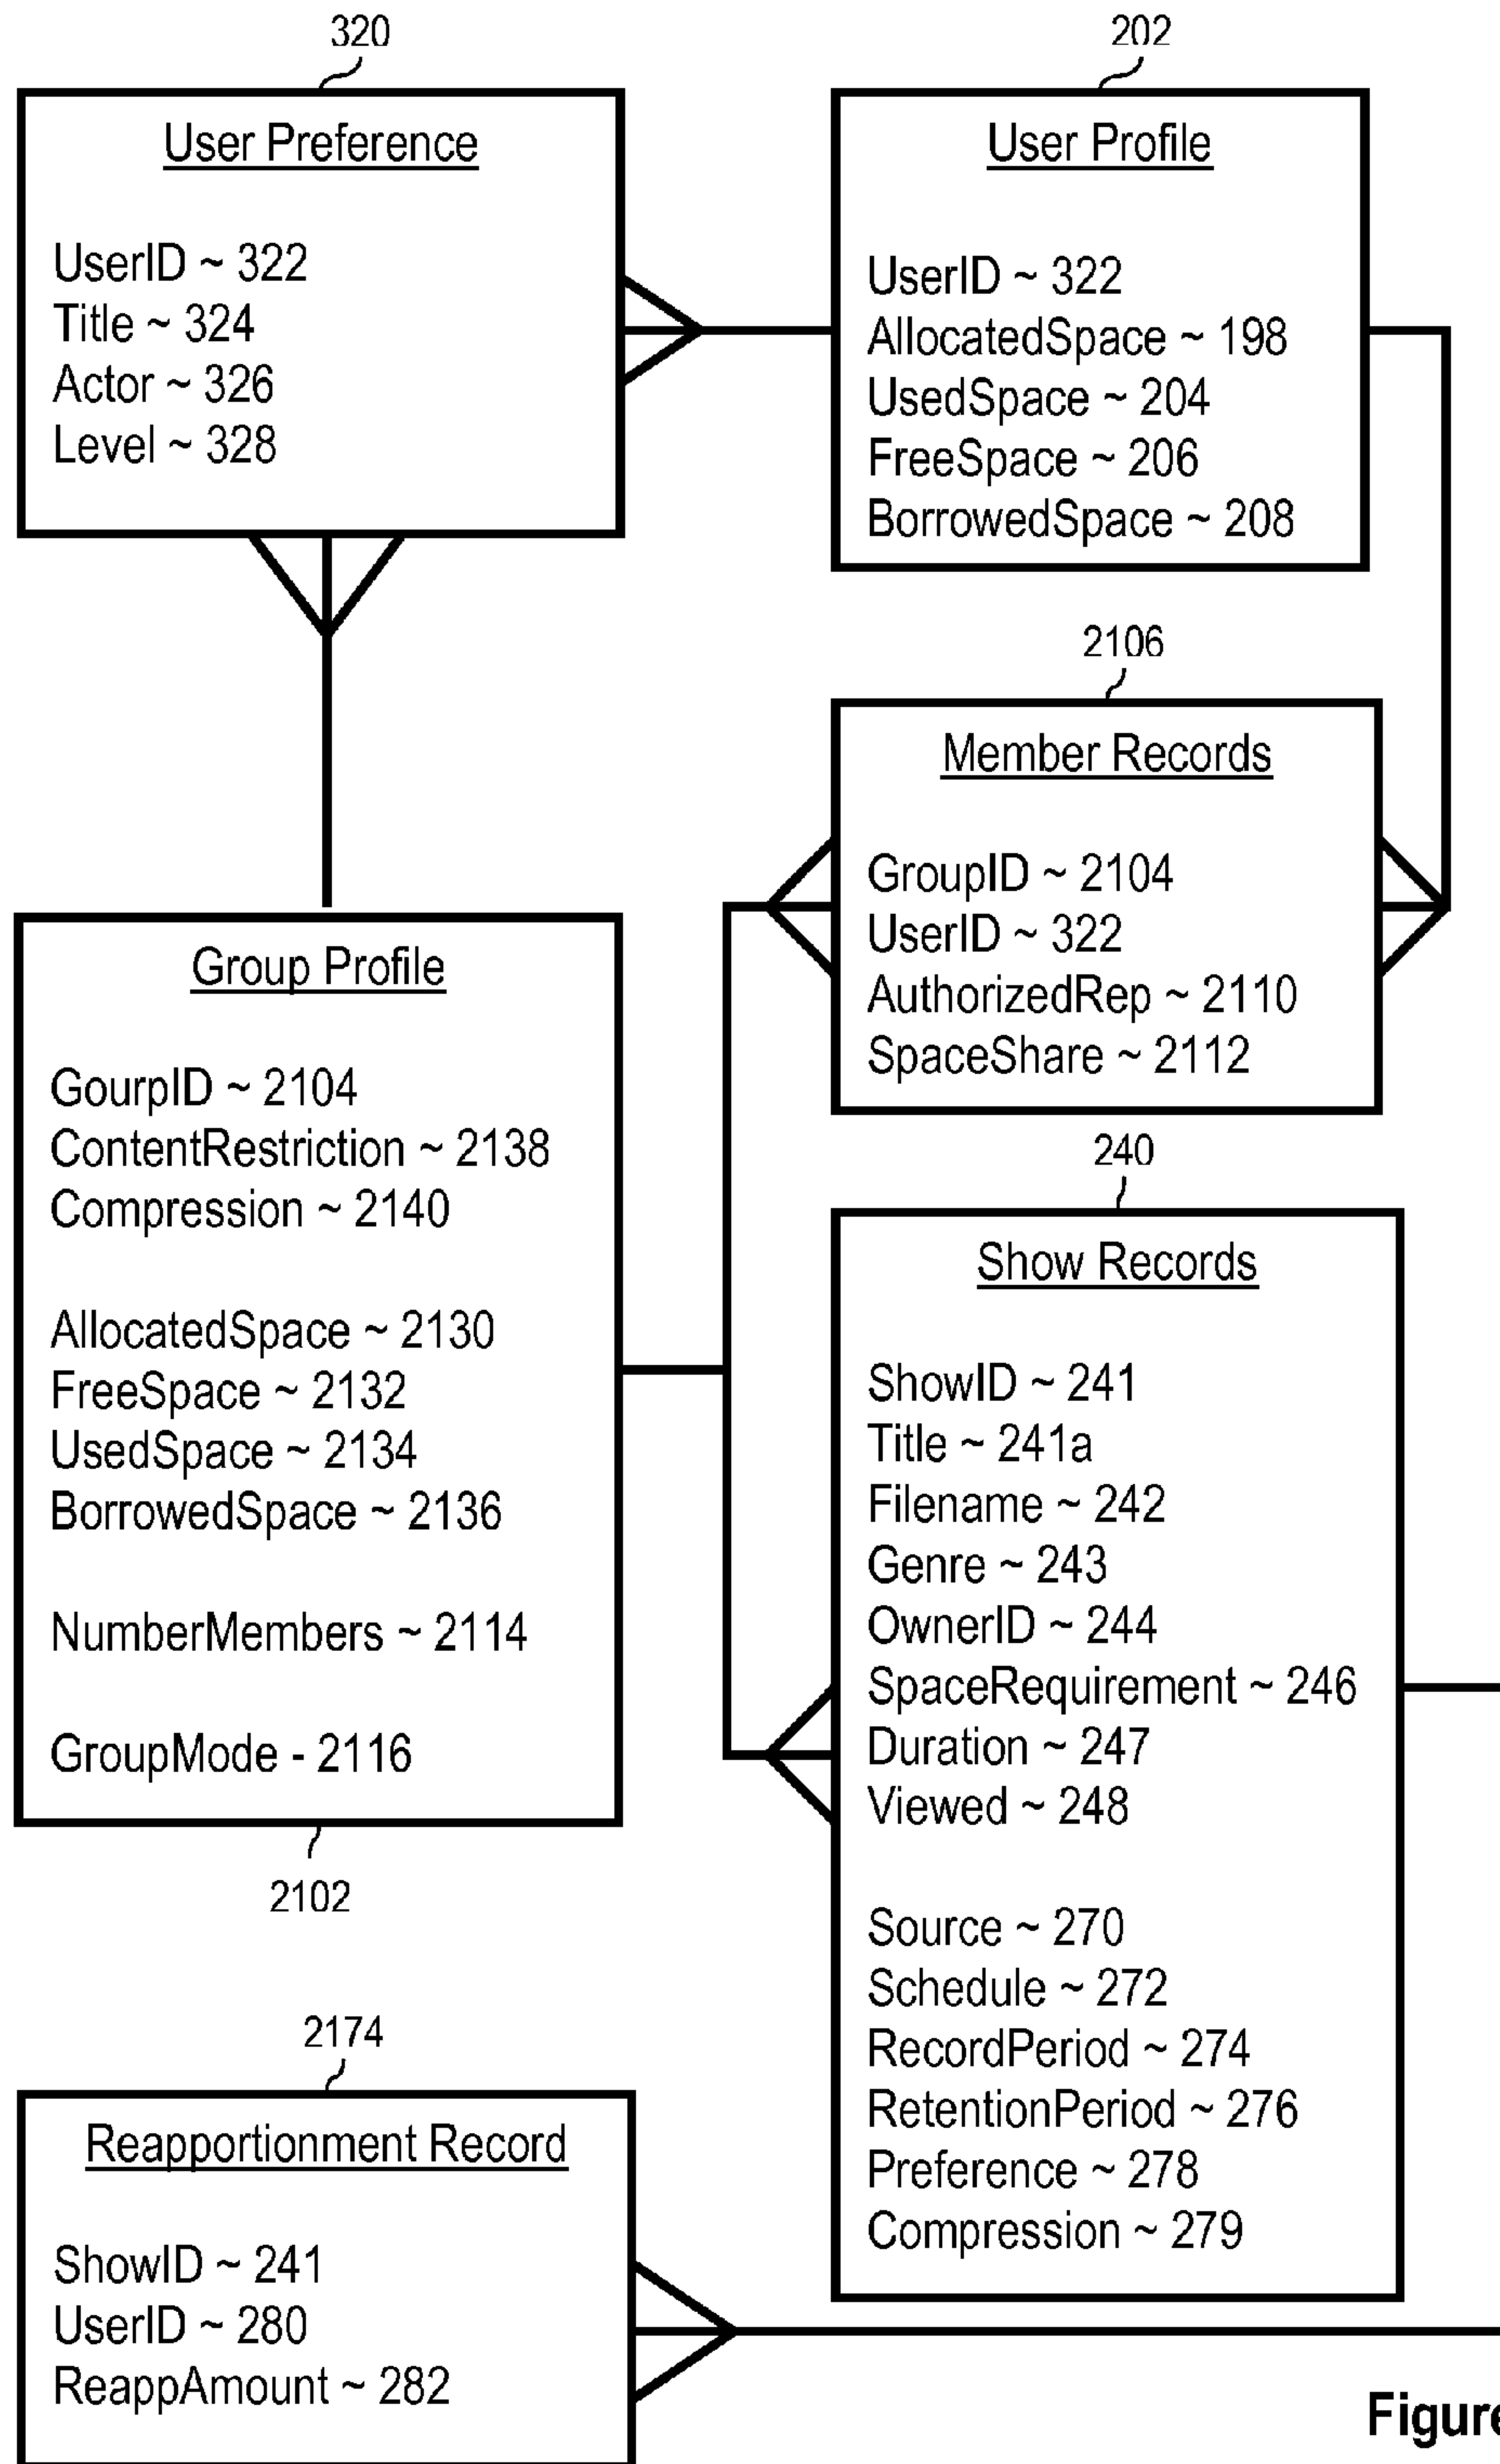 320
User Preference
UserID ~ 322
Title ~ 324
Actor ~ 326
Level ~ 328
202
User Profile
UserID ~ 322
AllocatedSpace ~ 198
UsedSpace ~ 204
FreeSpace ~ 206
BorrowedSpace ~ 208
2106
Member Records
GroupID ~ 2104
UserID ~ 322
AuthorizedRep ~ 2110
SpaceShare ~ 2112
Group Profile
GourpID ~ 2104
ContentRestriction ~ 2138
Compression ~ 2140
AllocatedSpace ~ 2130
FreeSpace ~ 2132
UsedSpace ~ 2134
BorrowedSpace ~ 2136
NumberMembers ~ 2114
GroupMode - 2116
2102
240
Show Records
ShowID ~ 241
Title ~ 241a
Filename ~ 242
Genre ~ 243
OwnerID ~ 244
SpaceRequirement ~ 246
Duration ~ 247
Viewed ~ 248
Source ~ 270
Schedule ~ 272
RecordPeriod ~ 274
RetentionPeriod ~ 276
Preference ~ 278
Compression ~ 279
2174
Reapportionment Record
ShowID ~ 241
UserID ~ 280
ReappAmount ~ 282
Figure